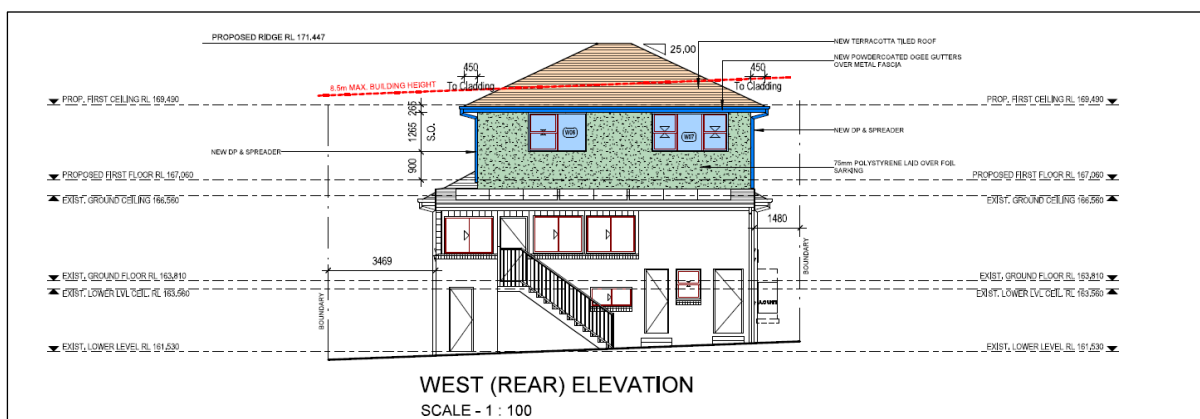 PROPOSED RIDGE RL 171,447
25.00
NEW TERRACOTTA TILED ROOF
NEW POWDERCOATED OGEE GUTTERS
OVER METAL FASCIA
450
To Cladding
450
To Cladding
8.5m MAX. BUILDING HEIGHT
PROP. FIRST CEILING RL 169,490
PROP. FIRST CEILING RL 169,490
265
1265
S.O.
900
W06
W07
NEW DP & SPREADER
NEW DP & SPREADER
75mm POLYSTYRENE LAID OVER FOIL
SARKING
PROPOSED FIRST FLOOR RL 167,060
PROPOSED FIRST FLOOR RL 167,060
EXIST. GROUND CEILING 166,560
EXIST. GROUND CEILING 166,560
1480
3469
BOUNDARY
BOUNDARY
EXIST. GROUND FLOOR RL 163,810
EXIST. GROUND FLOOR RL 163,810
EXIST. LOWER LVL CEIL. RL 163,560
EXIST. LOWER LVL CEIL. RL 163,560
EXIST. LOWER LEVEL RL 161,530
EXIST. LOWER LEVEL RL 161,530
WEST (REAR) ELEVATION
SCALE - 1 : 100